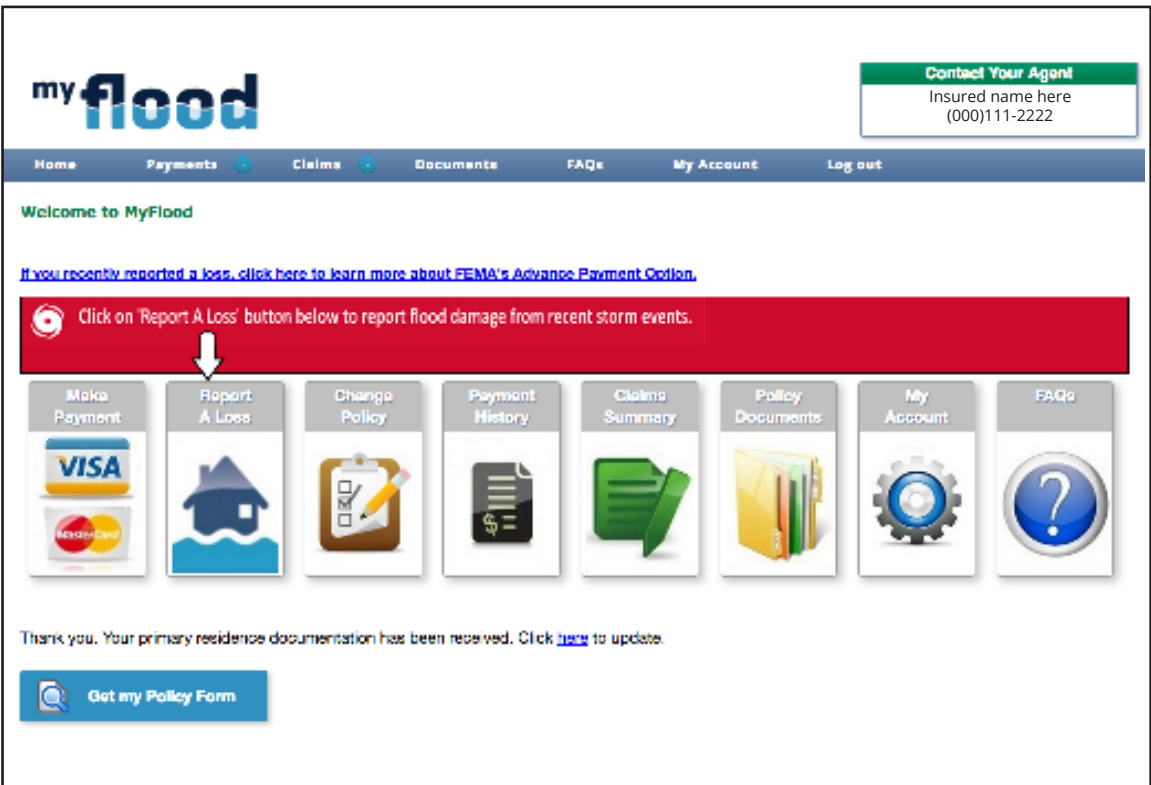 myflood
Contact Your Agent
Insured name here
(000)111-2222
Home Payments Claims Documents FAQs My Account Log out
Welcome to MyFlood
If you recently reported a loss, click here to learn more about FEMA's Advance Payment Option.
Click on 'Report A Loss' button below to report flood damage from recent storm events.
Make Payment
Report A Loss
Change Policy
Payment History
Claims Summary
Policy Documents
My Account
FAQs
VISA
MasterCard
$
?
Thank you. Your primary residence documentation has been received. Click here to update.
Get my Policy Form